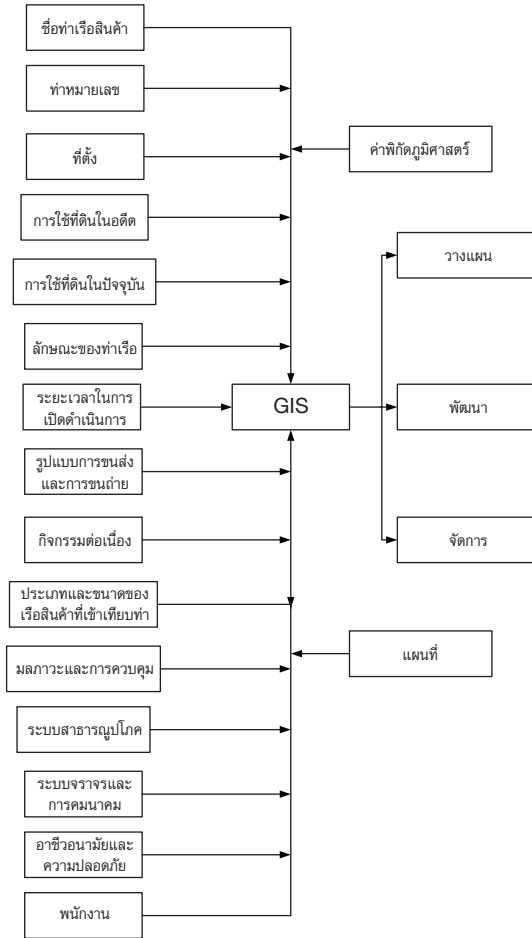 ชื่อท่าเรือสินค้า
ท่าหมายเลข
ที่ตั้ง
ค่าพิกัดภูมิศาสตร์
การใช้ที่ดินในอดีต
วางแผน
การใช้ที่ดินในปัจจุบัน
ลักษณะของท่าเรือ
ระยะเวลาในการ
เปิดดำเนินการ
GIS
พัฒนา
รูปแบบการขนส่ง
และการขนถ่าย
กิจกรรมต่อเนื่อง
จัดการ
ประเภทและขนาดของ
เรือสินค้าที่เข้าเทียบท่า
แผนที่
มลภาวะและการควบคุม
ระบบสาธารณูปโภค
ระบบจราจรและ
การคมนาคม
อาชีวอนามัยและ
ความปลอดภัย
พนักงาน